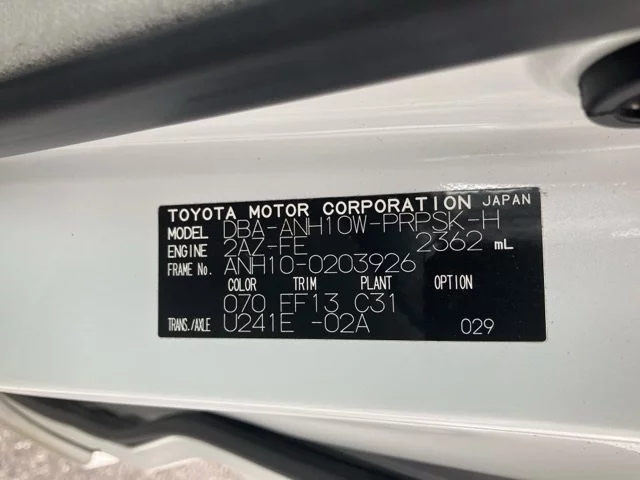 TOYOTA MOTOR CORPORATION JAPAN
MODEL DBA-ANH10W-PRPSK-H
ENGINE 2AZ-FE 2362 mL
FRAME No. ANH10-0203926
COLOR TRIM PLANT OPTION
070 FF13 C31
TRANS./AXLE U241E -02A 029